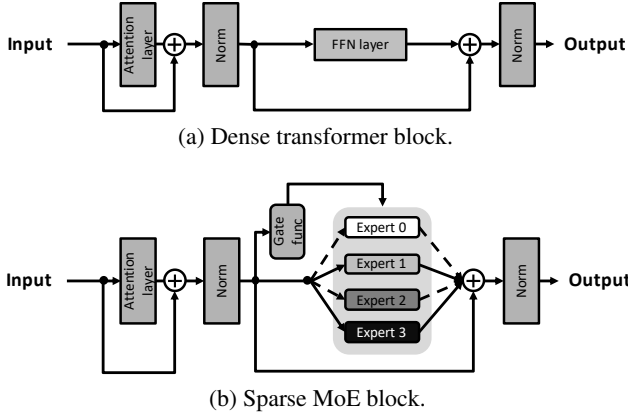 Input
Attention layer
Norm
FFN layer
Norm
Output
(a) Dense transformer block.
Gate func
Expert 0
Expert 1
Expert 2
Expert 3
Input
Attention layer
Norm
Norm
Output
(b) Sparse MoE block.